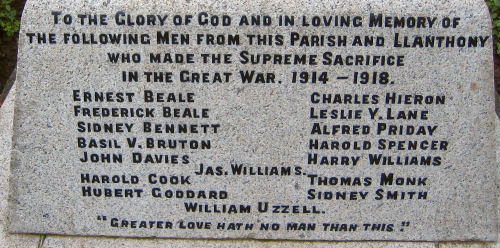 TO THE GLORY OF GOD AND IN LOVING MEMORY OF
THE FOLLOWING MEN FROM THIS PARISH AND LLANTHONY
WHO MADE THE SUPREME SACRIFICE
IN THE GREAT WAR. 1914 – 1918.
ERNEST BEALE CHARLES HIERON
FREDERICK BEALE LESLIE Y. LANE
SIDNEY BENNETT ALFRED PRIDAY
BASIL V. BRUTON HAROLD SPENCER
JOHN DAVIES HARRY WILLIAMS
JAS. WILLIAMS.
HAROLD COOK THOMAS MONK
HUBERT GODDARD SIDNEY SMITH
WILLIAM UZZELL.
"GREATER LOVE HATH NO MAN THAN THIS."